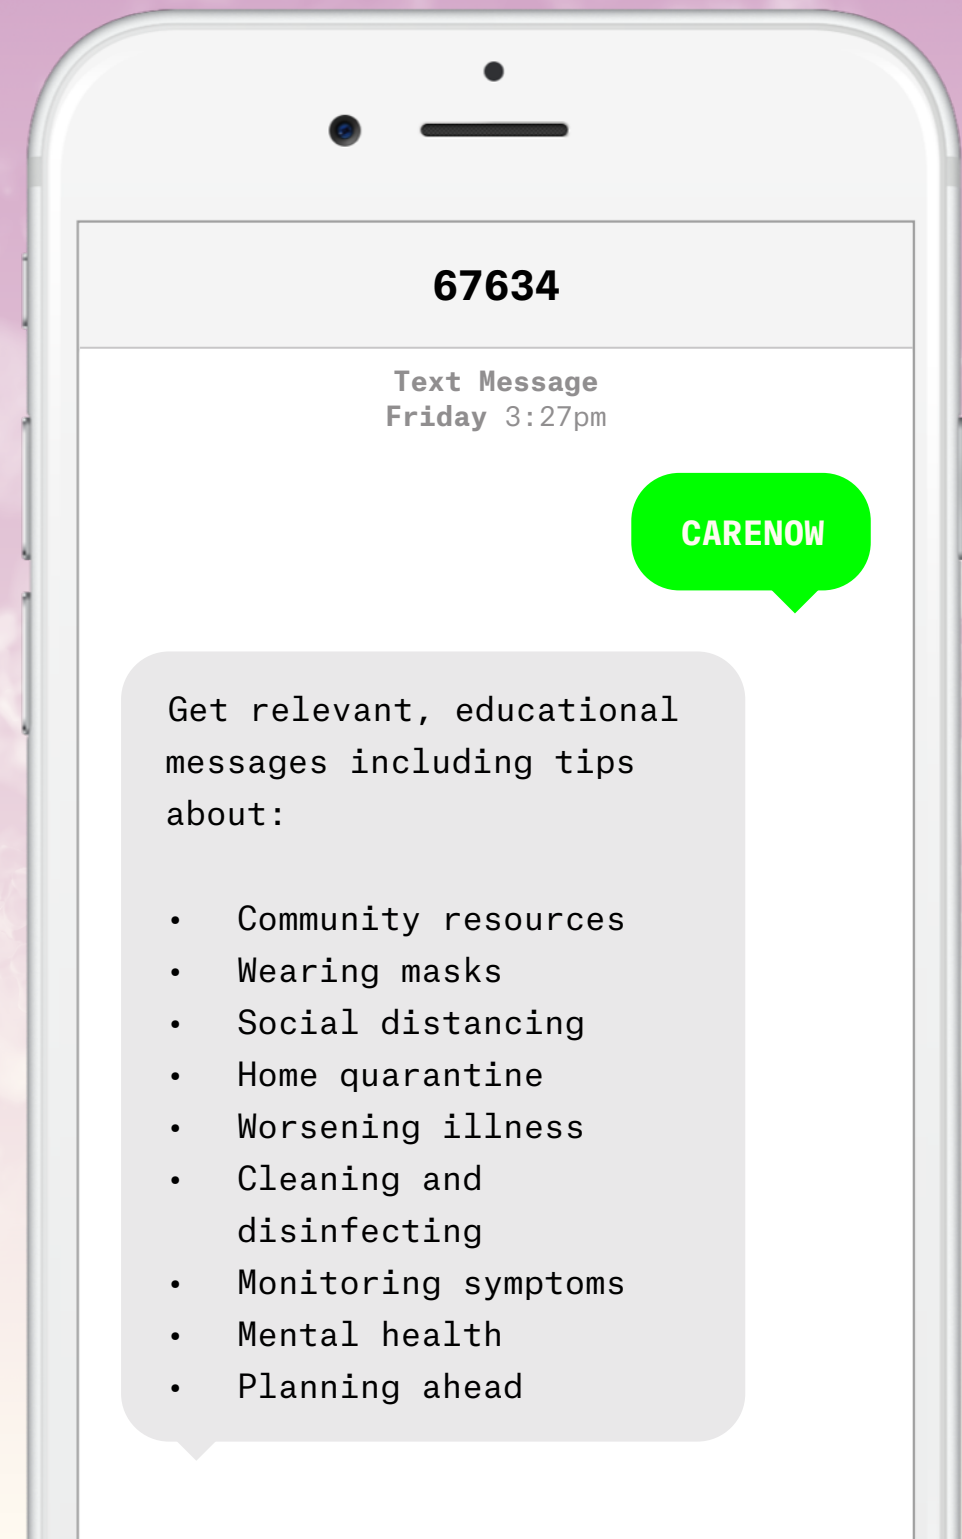 67634
Text Message
Friday 3:27pm
CARENOW
Get relevant, educational
messages including tips
about:
• Community resources
• Wearing masks
• Social distancing
• Home quarantine
• Worsening illness
• Cleaning and
disinfecting
• Monitoring symptoms
• Mental health
• Planning ahead